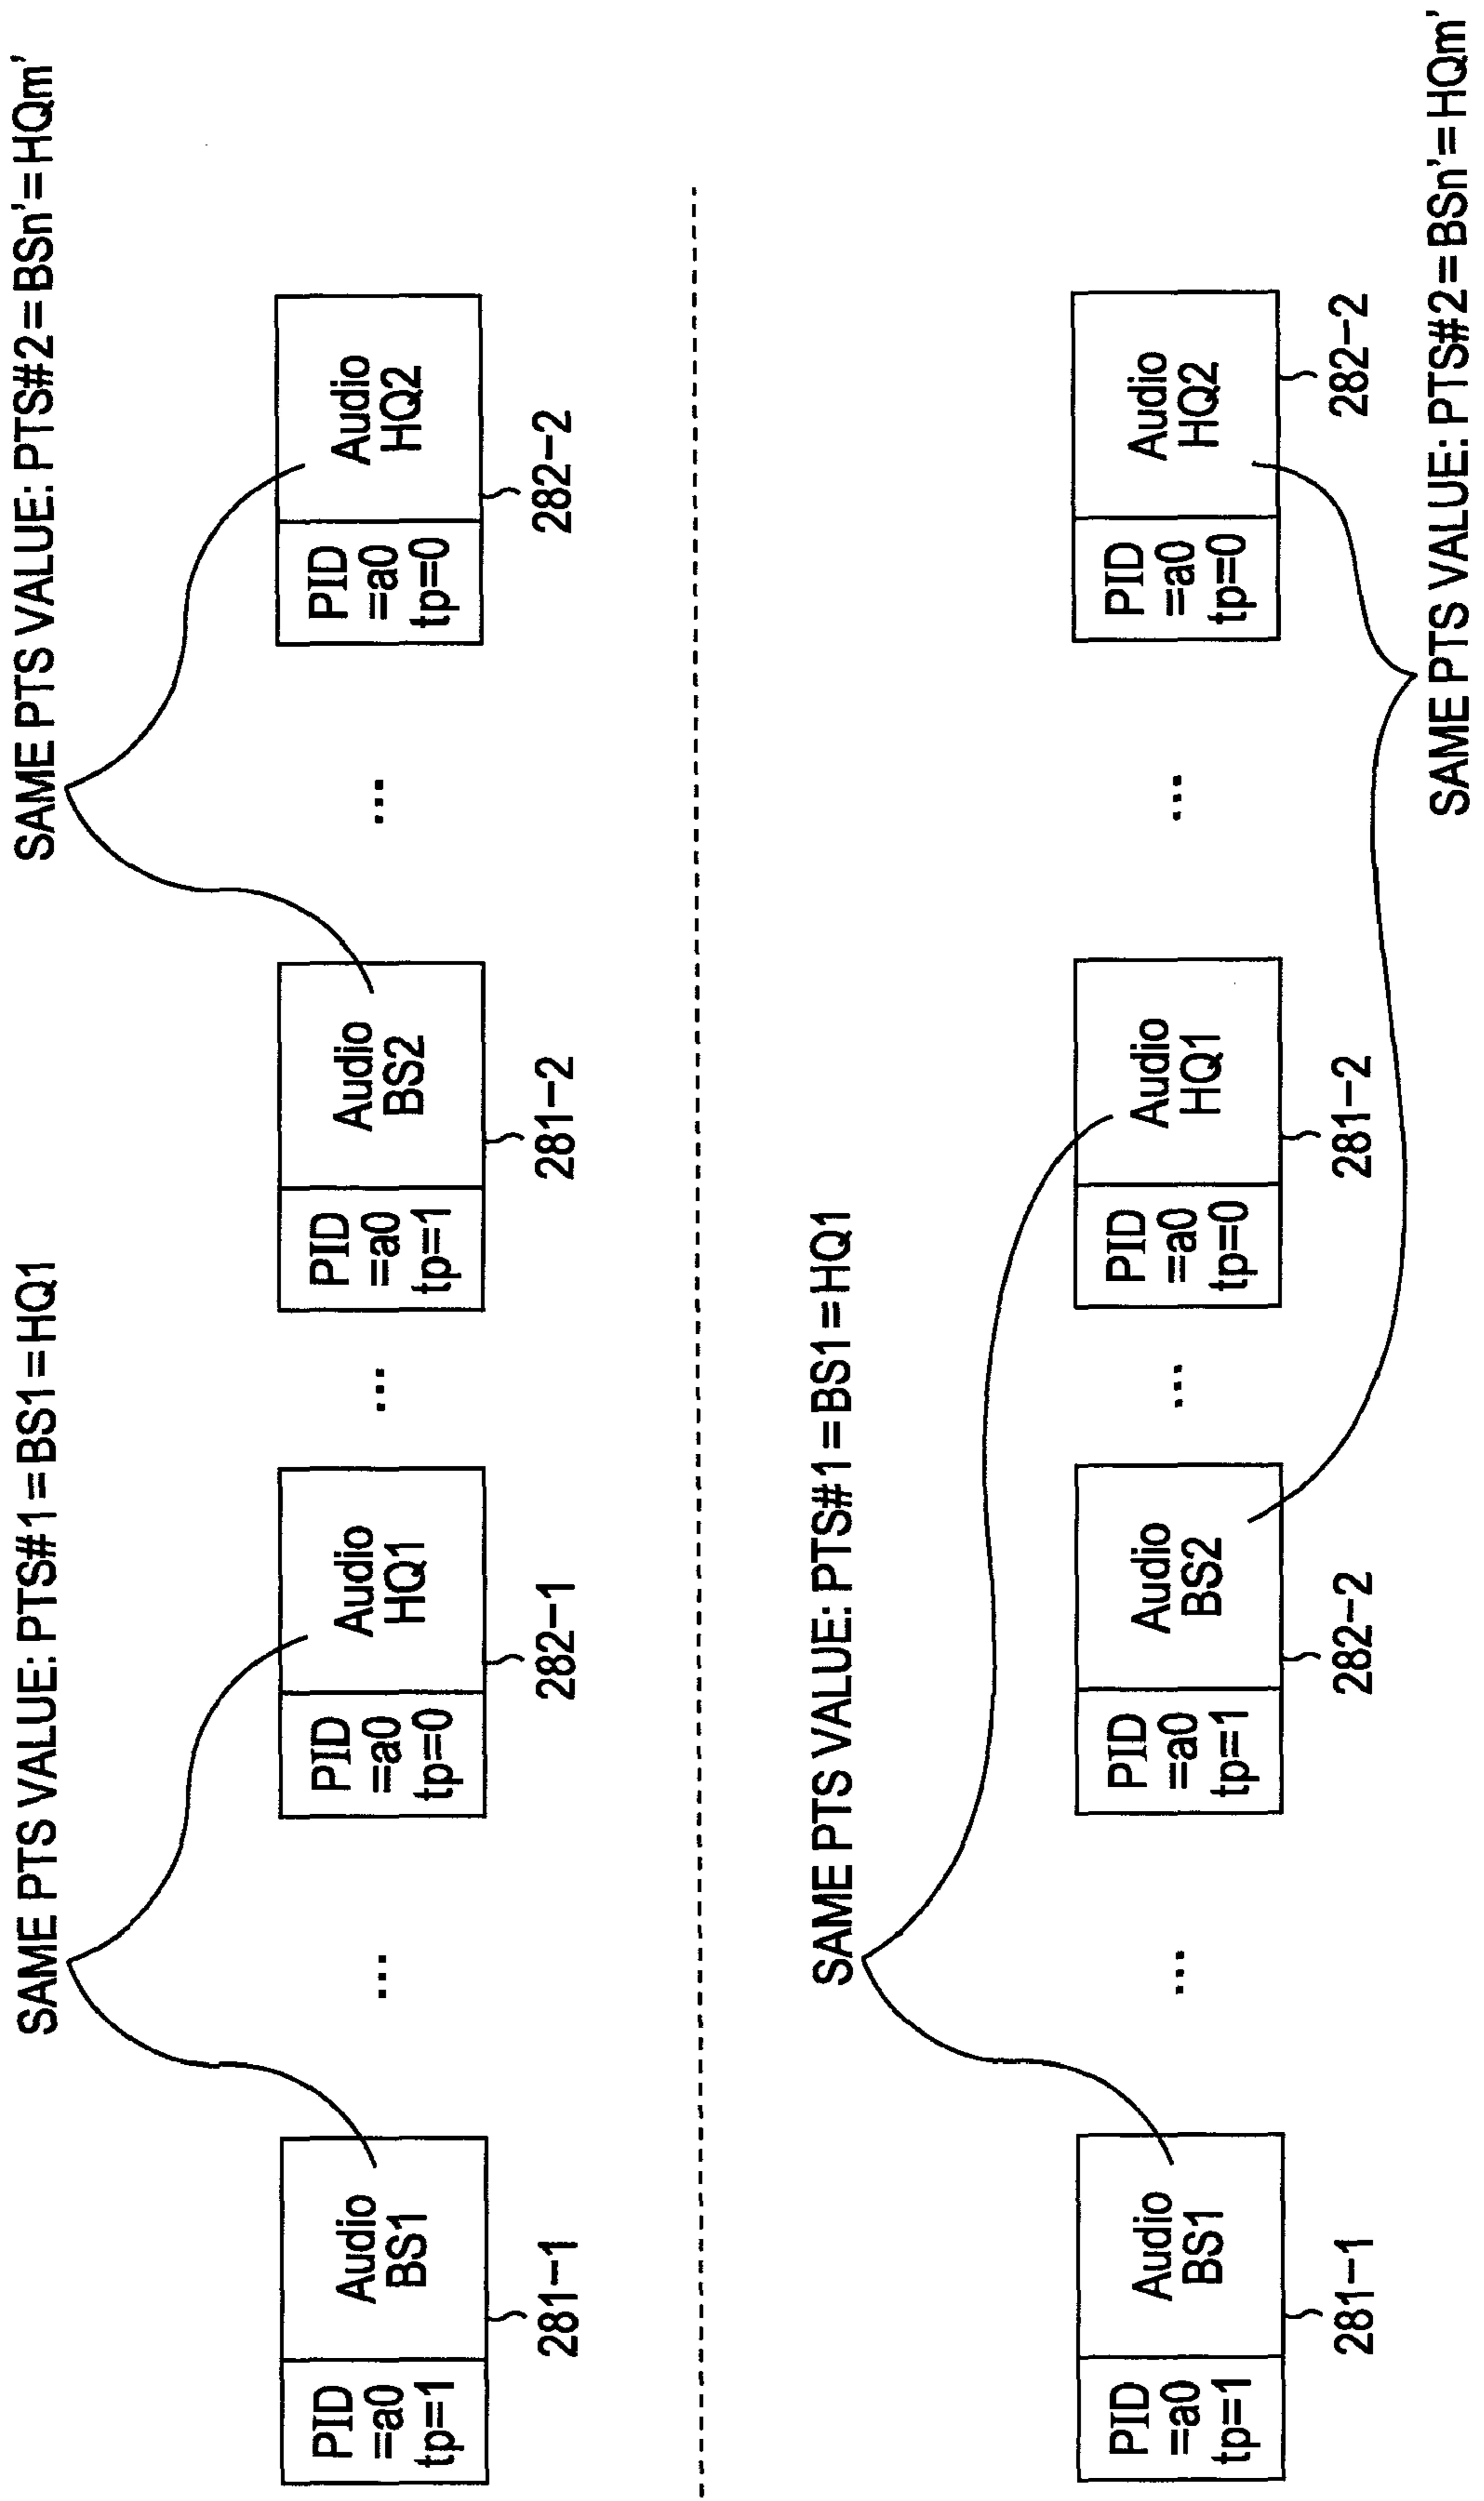 SAME PTS VALUE: PTS#1=BS1=HQ1
SAME PTS VALUE: PTS#2=BSn'=HQm'
PID
=a0
tp=1
Audio
BS1
281-1
...
PID
=a0
tp=0
Audio
HQ1
282-1
...
PID
=a0
tp=1
Audio
BS2
281-2
...
PID
=a0
tp=0
Audio
HQ2
282-2
SAME PTS VALUE: PTS#1=BS1=HQ1
PID
=a0
tp=1
Audio
BS1
281-1
...
PID
=a0
tp=1
Audio
BS2
282-2
...
PID
=a0
tp=0
Audio
HQ1
281-2
...
PID
=a0
tp=0
Audio
HQ2
282-2
SAME PTS VALUE: PTS#2=BSn'=HQm'